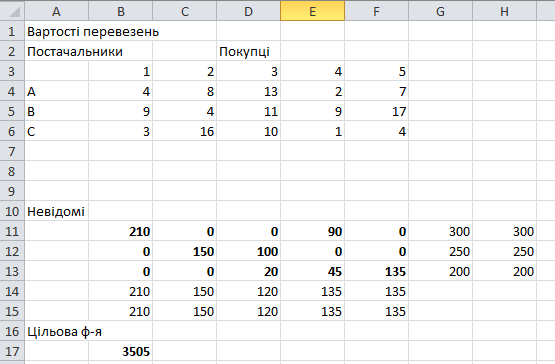 A B C D E F G H
1 Вартості перевезень
2 Постачальники Покупці
3 1 2 3 4 5
4 A 4 8 13 2 7
5 B 9 4 11 9 17
6 C 3 16 10 1 4
7
8
9
10 Невідомі
11 210 0 0 90 0 300 300
12 0 150 100 0 0 250 250
13 0 0 20 45 135 200 200
14 210 150 120 135 135
15 210 150 120 135 135
16 Цільова ф-я
17 3505